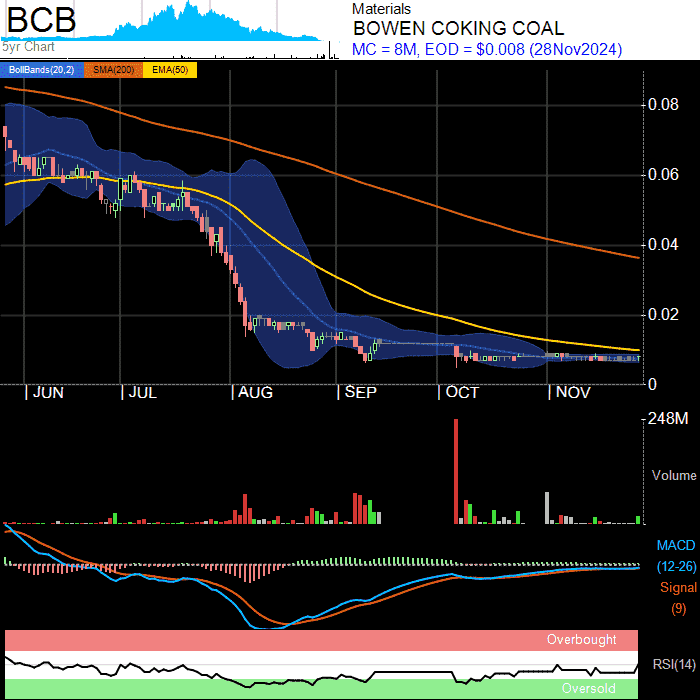 BCB
5yr Chart
Materials
BOWEN COKING COAL
MC = 8M, EOD = $0.008 (28Nov2024)
BollBands(20,2) SMA(200) EMA(50)
0.08
0.06
0.04
0.02
0
JUN JUL AUG SEP OCT NOV
248M
Volume
MACD
(12-26)
Signal
(9)
Overbought
RSI(14)
Oversold